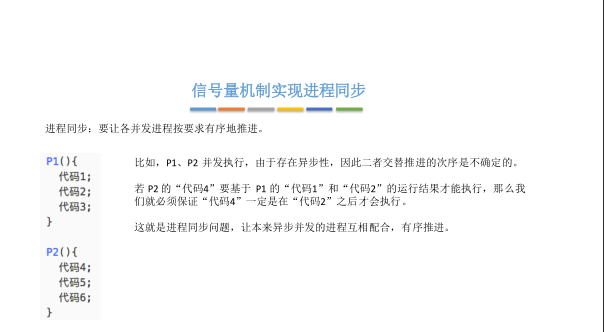 信号量机制实现进程同步
进程同步：要让各并发进程按要求有序地推进。
P1(){
代码1;
代码2;
代码3;
}
P2(){
代码4;
代码5;
代码6;
}
比如，P1、P2 并发执行，由于存在异步性，因此二者交替推进的次序是不确定的。
若 P2 的“代码4”要基于 P1 的“代码1”和“代码2”的运行结果才能执行，那么我
们就必须保证“代码4”一定是在“代码2”之后才会执行。
这就是进程同步问题，让本来异步并发的进程互相配合，有序推进。